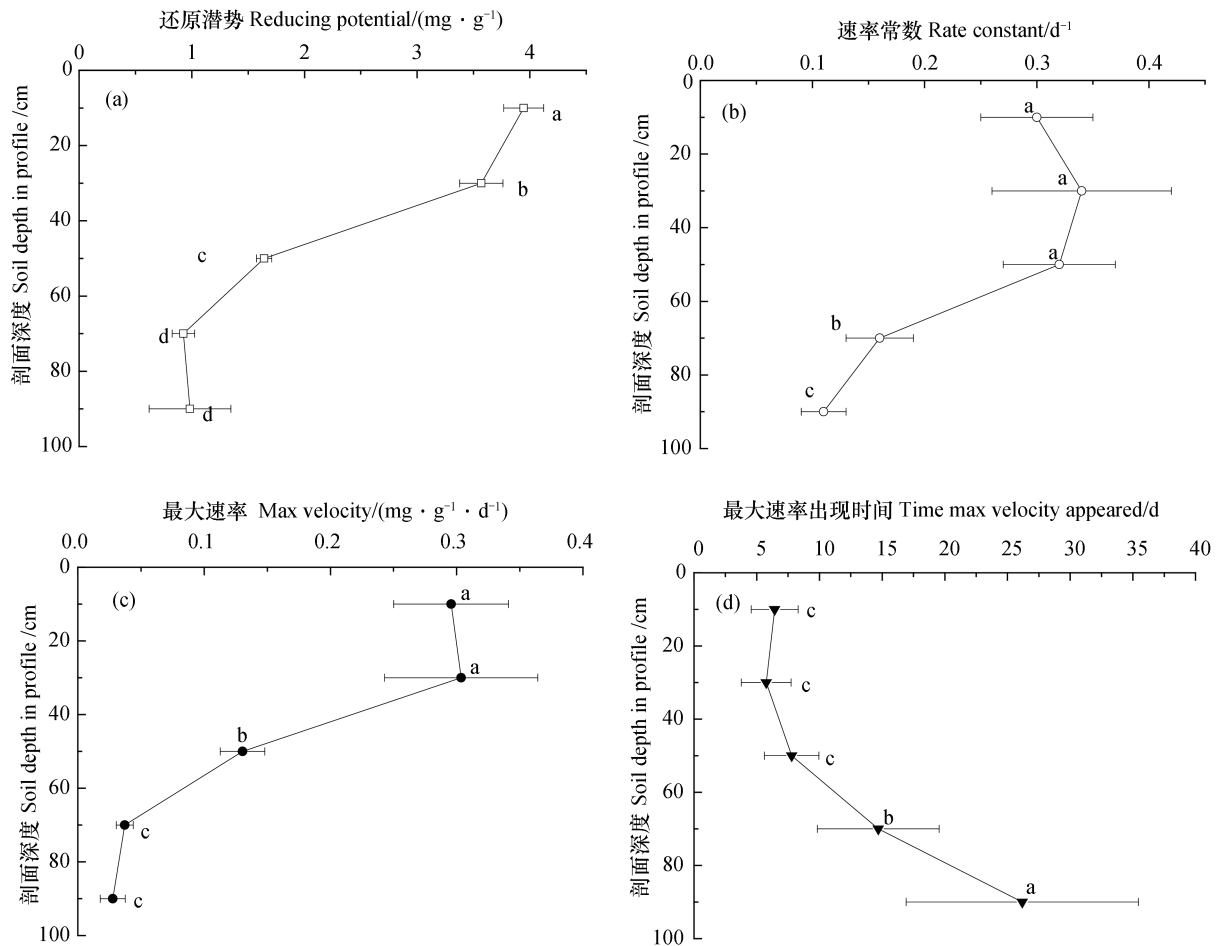 还原潜势 Reducing potential/(mg · g⁻¹)
0 1 2 3 4
0
20
40
60
80
100
剖面深度 Soil depth in profile /cm
(a)
a
b
c
d
d
速率常数 Rate constant/d⁻¹
0.0 0.1 0.2 0.3 0.4
0
20
40
60
80
100
剖面深度 Soil depth in profile /cm
(b)
a
a
a
b
c
最大速率 Max velocity/(mg · g⁻¹ · d⁻¹)
0.0 0.1 0.2 0.3 0.4
0
20
40
60
80
100
剖面深度 Soil depth in profile /cm
(c)
a
a
b
c
c
最大速率出现时间 Time max velocity appeared/d
0 5 10 15 20 25 30 35 40
0
20
40
60
80
100
剖面深度 Soil depth in profile /cm
(d)
c
c
c
b
a